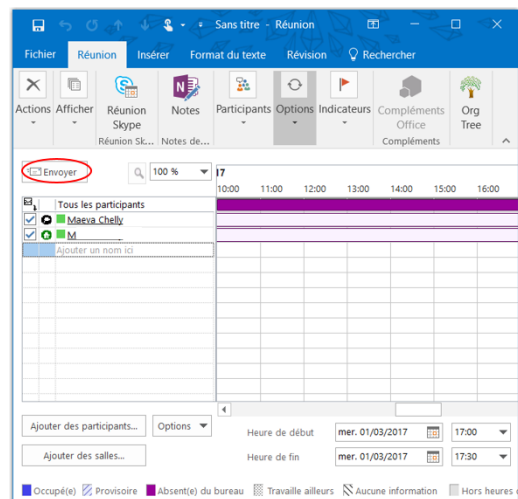 Sans titre - Réunion
Fichier Réunion Insérer Format du texte Révision Rechercher
Actions Afficher Réunion Skype Notes Participants Options Indicateurs Compléments Office Org Tree
Réunion Sk... Notes de... Compléments
Envoyer 100 % 17
10:00 11:00 12:00 13:00 14:00 15:00 16:00
Tous les participants
Maeva Chelly
M
Ajouter un nom ici
Ajouter des participants... Options
Heure de début mer. 01/03/2017 17:00
Ajouter des salles...
Heure de fin mer. 01/03/2017 17:30
Occupé(e) Provisoire Absent(e) du bureau Travaille ailleurs Aucune information Hors heures